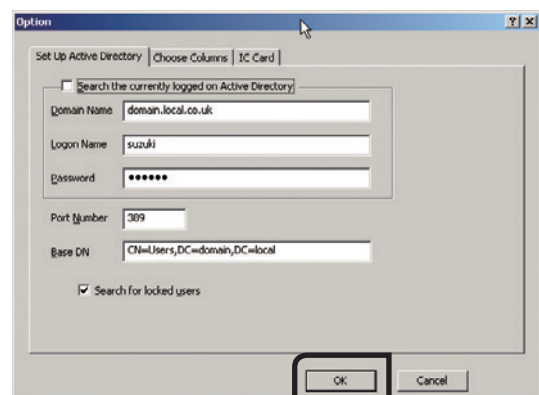 Option
Set Up Active Directory Choose Columns IC Card
Search the currently logged on Active Directory
Domain Name domain.local.co.uk
Logon Name suzuki
Password ••••••
Port Number 389
Base DN CN=Users,DC=domain,DC=local
Search for locked users
OK Cancel